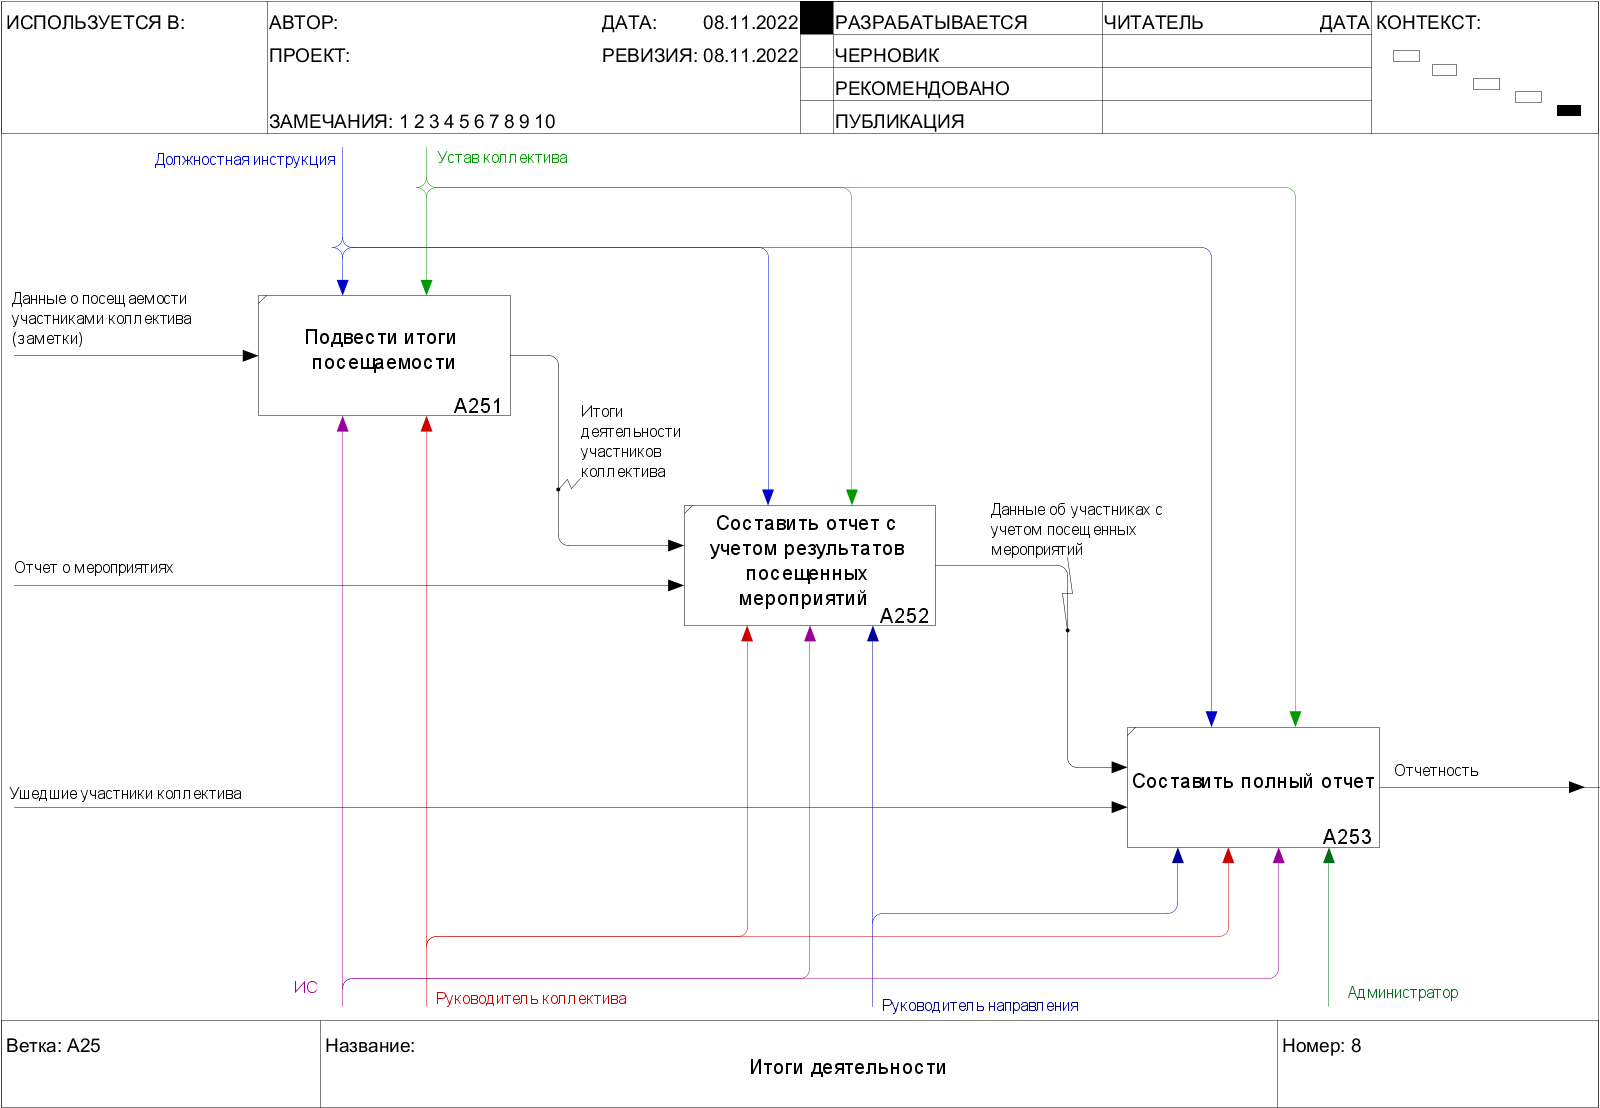 ИСПОЛЬЗУЕТСЯ В:
АВТОР:
ДАТА: 08.11.2022
ПРОЕКТ:
РЕВИЗИЯ: 08.11.2022
ЗАМЕЧАНИЯ: 1 2 3 4 5 6 7 8 9 10
РАЗРАБАТЫВАЕТСЯ
ЧЕРНОВИК
РЕКОМЕНДОВАНО
ПУБЛИКАЦИЯ
ЧИТАТЕЛЬ
ДАТА
КОНТЕКСТ:
Должностная инструкция
Устав коллектива
Данные о посещаемости
участниками коллектива
(заметки)
Подвести итоги
посещаемости
A251
Итоги
деятельности
участников
коллектива
Отчет о мероприятиях
Составить отчет с
учетом результатов
посещенных
мероприятий
A252
Данные об участниках с
учетом посещенных
мероприятий
Ушедшие участники коллектива
Составить полный отчет
A253
Отчетность
ИС
Руководитель коллектива
Руководитель направления
Администратор
Ветка: A25
Название:
Итоги деятельности
Номер: 8